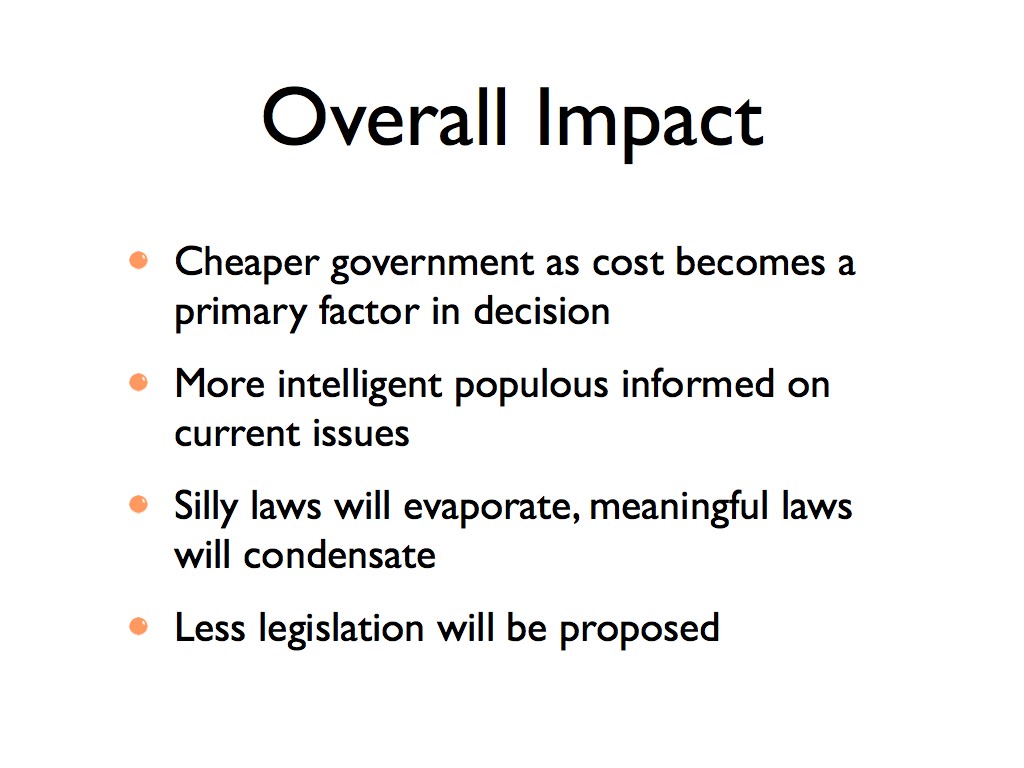 Overall Impact
Cheaper government as cost becomes a
primary factor in decision
More intelligent populous informed on
current issues
Silly laws will evaporate, meaningful laws
will condensate
Less legislation will be proposed